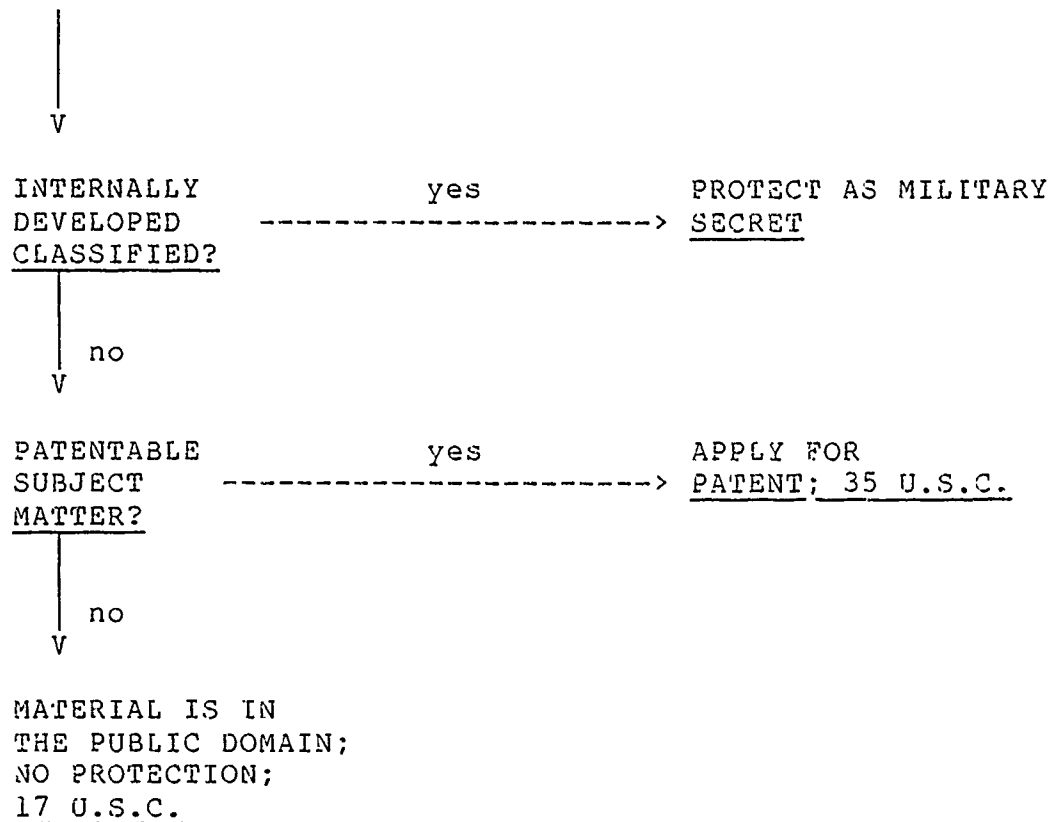 V
INTERNALLY yes PROTECT AS MILITARY
DEVELOPED --------------------> SECRET
CLASSIFIED?
no
V
PATENTABLE yes APPLY FOR
SUBJECT ----------------------> PATENT; 35 U.S.C.
MATTER?
no
V
MATERIAL IS IN
THE PUBLIC DOMAIN;
NO PROTECTION;
17 U.S.C.